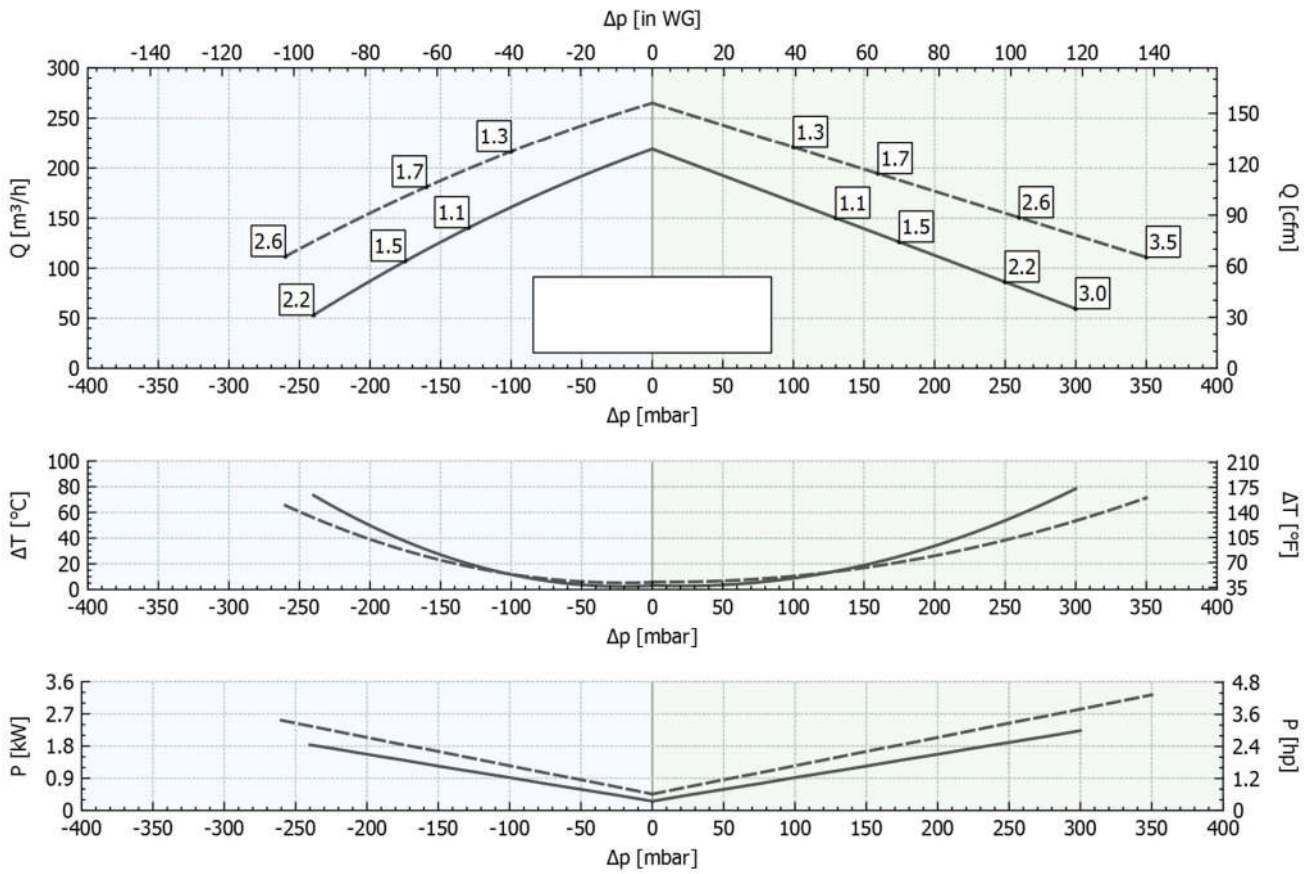 Δp [in WG]
-140 -120 -100 -80 -60 -40 -20 0 20 40 60 80 100 120 140
300 250 200 150 100 50 0
Q [m³/h]
150 120 90 60 30 0
Q [cfm]
2.6 1.7 1.3 1.3 1.7 2.6 3.5
2.2 1.5 1.1 1.1 1.5 2.2 3.0
-400 -350 -300 -250 -200 -150 -100 -50 0 50 100 150 200 250 300 350 400
Δp [mbar]
100 80 60 40 20 0
ΔT [°C]
210 175 140 105 70 35
ΔT [°F]
-400 -350 -300 -250 -200 -150 -100 -50 0 50 100 150 200 250 300 350 400
Δp [mbar]
3.6 2.7 1.8 0.9 0
P [kW]
4.8 3.6 2.4 1.2 0
P [hp]
-400 -350 -300 -250 -200 -150 -100 -50 0 50 100 150 200 250 300 350 400
Δp [mbar]